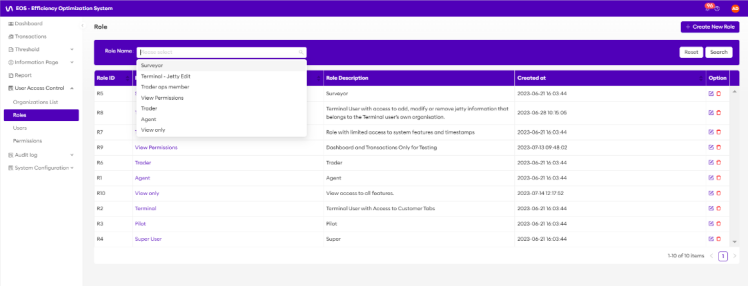 EOS - Efficiency Optimisation System
98
Dashboard
Transactions
Threshold
Information Page
Report
User Access Control
Organizations List
Roles
Users
Permissions
Audit log
System Configuration
Role
+ Create New Role
Role Name
Please select
Reset
Search
Surveyor
Terminal - Jetty Edit
Trader ops member
View Permissions
Trader
Agent
View only
Role ID Role Description Created at Option
R5 Surveyor 2023-06-21 16:03:44
R8 Terminal User with access to add, modify or remove jetty information that belongs to the Terminal user's own organisation. 2023-06-28 10:15:05
R7 Role with limited access to system features and timestamps 2023-06-21 16:03:44
R9 View Permissions Dashboard and Transactions Only for Testing 2023-07-13 09:48:02
R6 Trader Trader 2023-06-21 16:03:44
R1 Agent Agent 2023-06-21 16:03:44
R10 View only View access to all features. 2023-07-14 12:17:52
R2 Terminal Terminal User with Access to Customer Tabs 2023-06-21 16:03:44
R3 Pilot Pilot 2023-06-21 16:03:44
R4 Super User Super 2023-06-21 16:03:44
1-10 of 10 items < 1 >